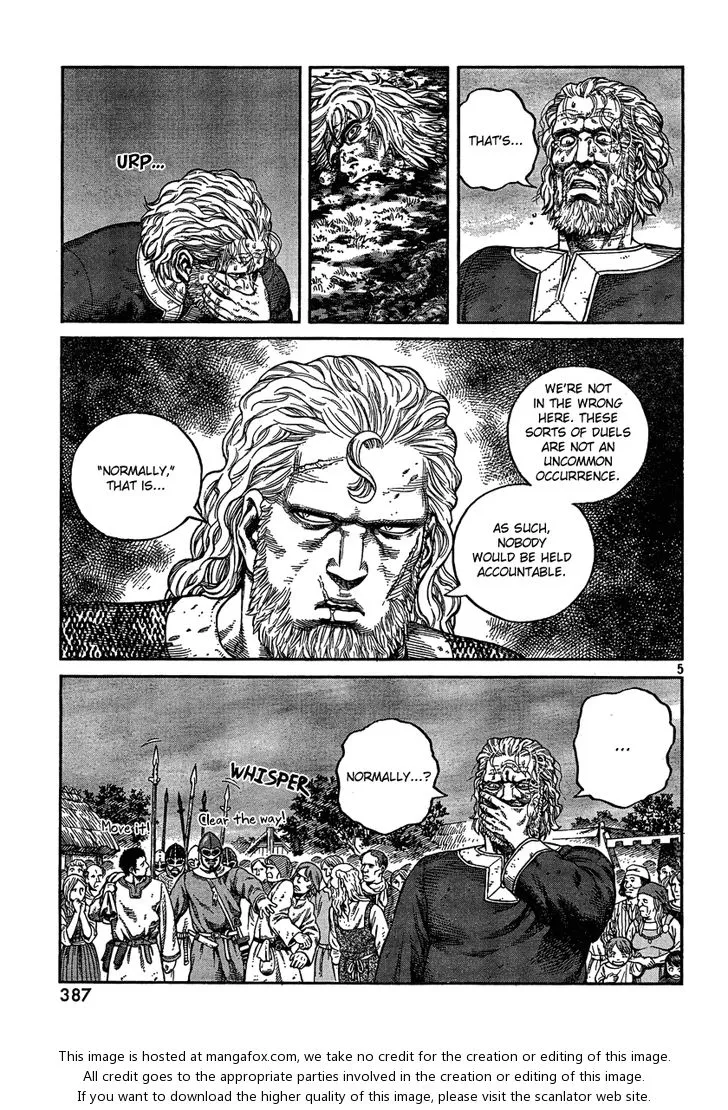 THAT'S...
URP...
WE'RE NOT
IN THE WRONG
HERE. THESE
SORTS OF DUELS
ARE NOT AN
UNCOMMON
OCCURRENCE.
AS SUCH,
NOBODY
WOULD BE HELD
ACCOUNTABLE.
"NORMALLY,"
THAT IS...
5
...
NORMALLY...?
WHISPER
Clear the way!
Move it!
387
This image is hosted at mangafox.com, we take no credit for the creation or editing of this image.
All credit goes to the appropriate parties involved in the creation or editing of this image.
If you want to download the higher quality of this image, please visit the scanlator web site.